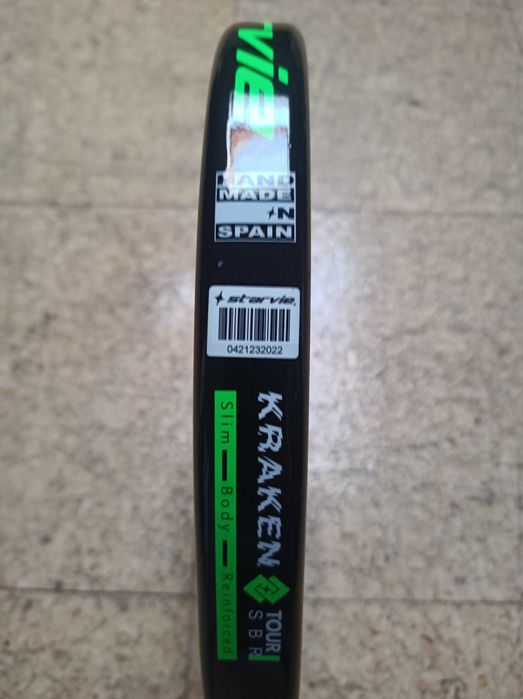 vie
HAND
MADE
IN
SPAIN
starvie
0421232022
KRAKEN
TOUR
SBR
Slim Body Reinforced